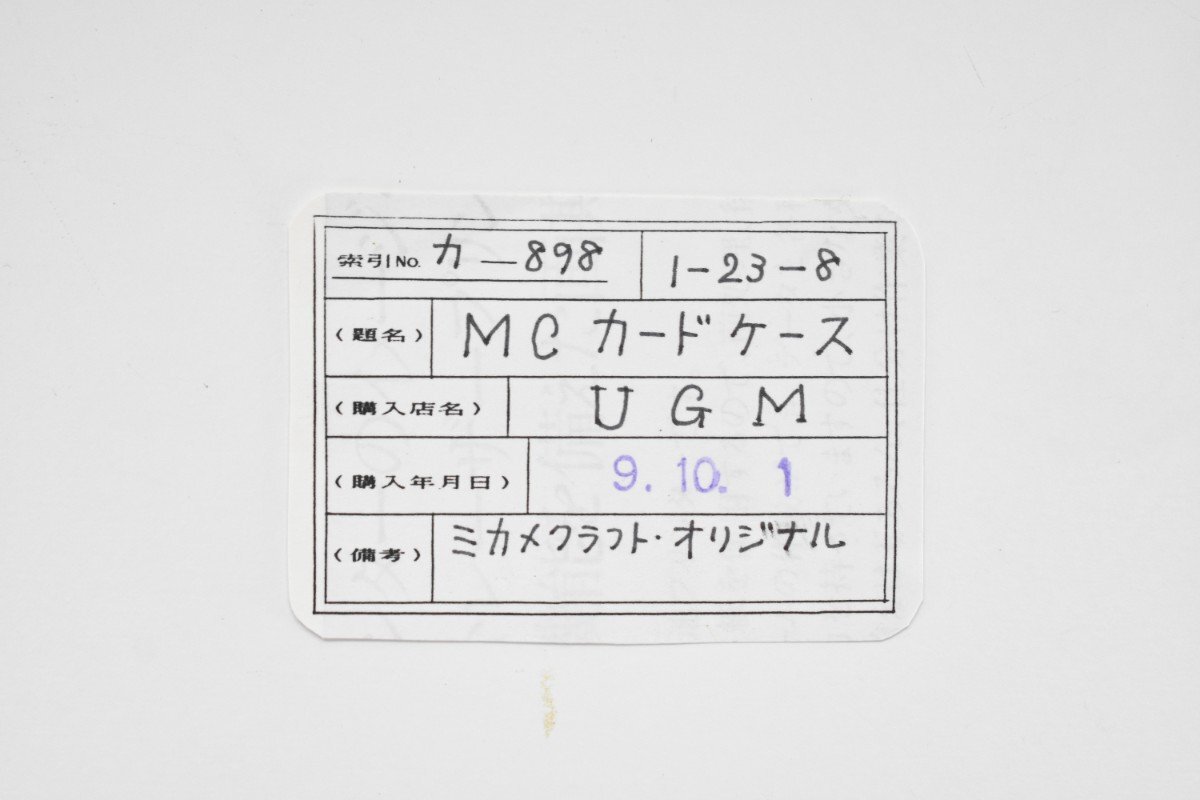 索引No. カ—898 1-23-8
(題名) MCカードケース
(購入店名) UGM
(購入年月日) 9.10. 1
(備考) ミカメクラフト・オリジナル